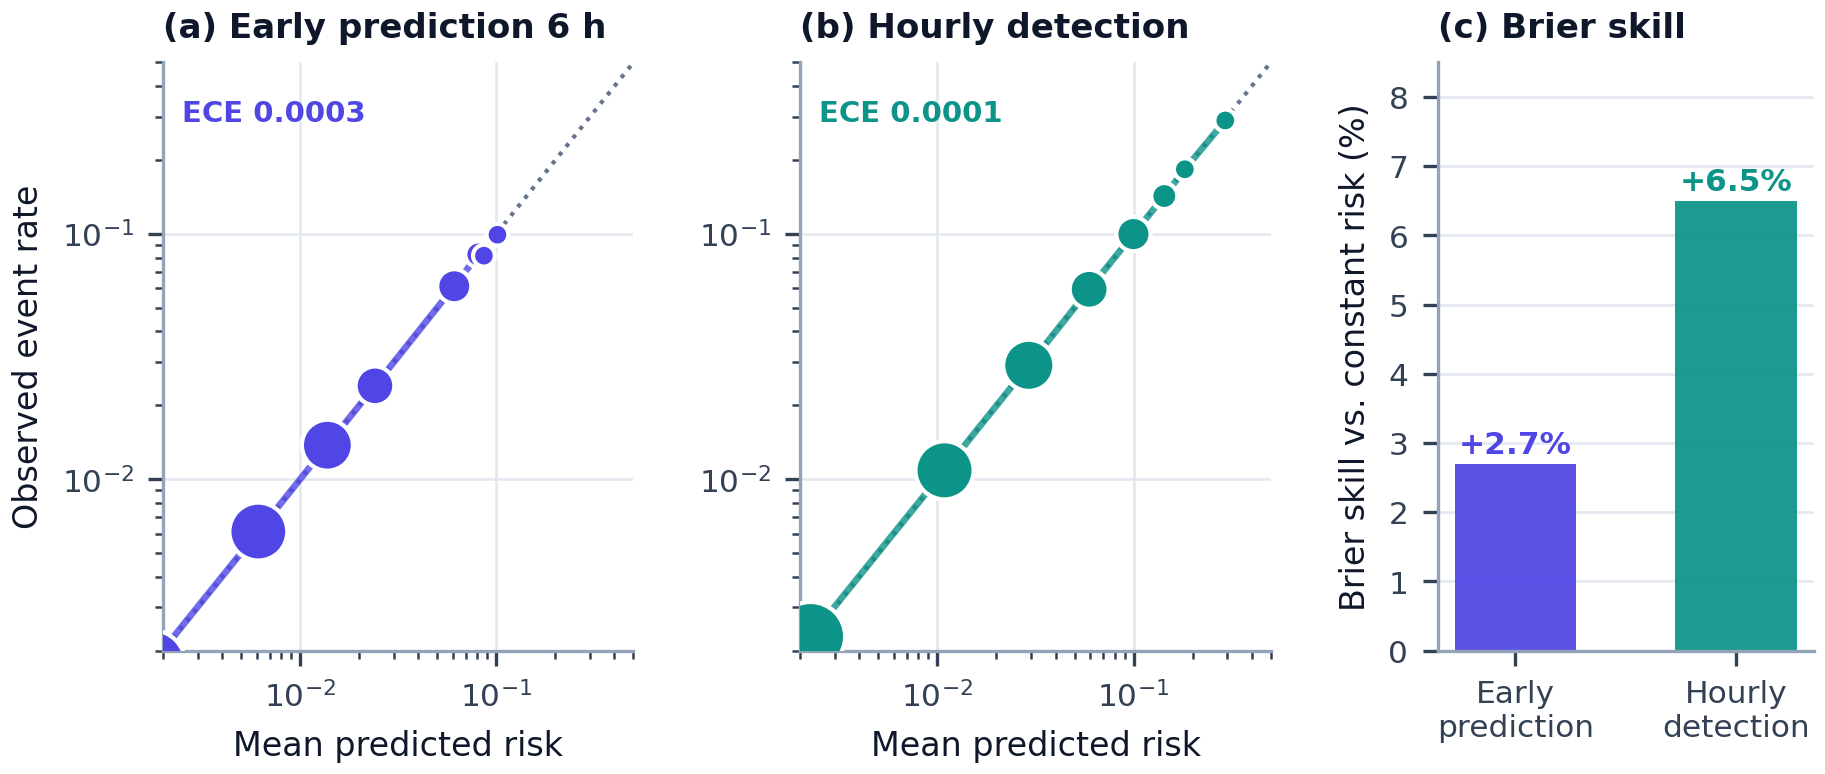 (a) Early prediction 6 h
ECE 0.0003
Observed event rate
10⁻¹
10⁻²
10⁻²
10⁻¹
Mean predicted risk
(b) Hourly detection
ECE 0.0001
10⁻¹
10⁻²
10⁻²
10⁻¹
Mean predicted risk
(c) Brier skill
Brier skill vs. constant risk (%)
8
7
6
5
4
3
2
1
0
+2.7%
+6.5%
Early
prediction
Hourly
detection